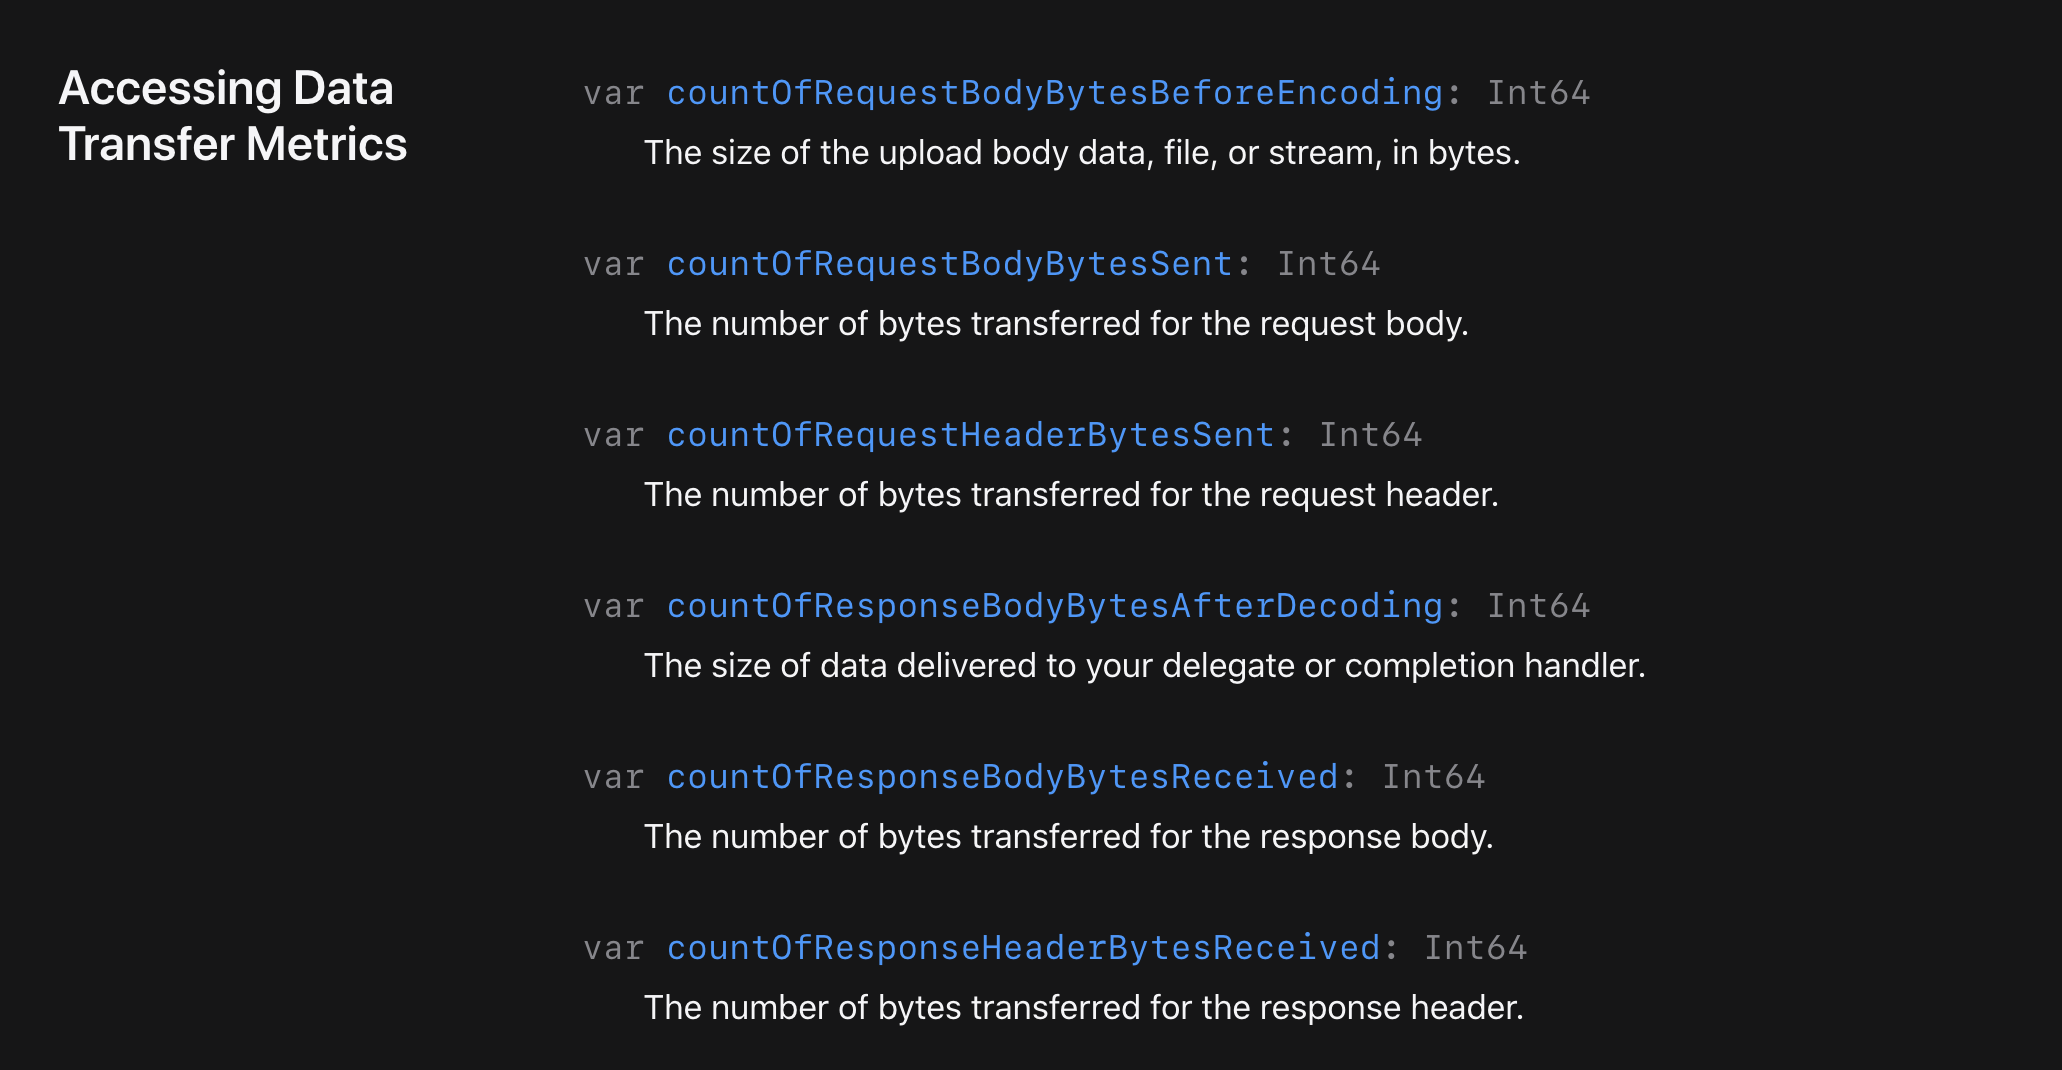 Accessing Data
Transfer Metrics
var countOfRequestBodyBytesBeforeEncoding: Int64
The size of the upload body data, file, or stream, in bytes.
var countOfRequestBodyBytesSent: Int64
The number of bytes transferred for the request body.
var countOfRequestHeaderBytesSent: Int64
The number of bytes transferred for the request header.
var countOfResponseBodyBytesAfterDecoding: Int64
The size of data delivered to your delegate or completion handler.
var countOfResponseBodyBytesReceived: Int64
The number of bytes transferred for the response body.
var countOfResponseHeaderBytesReceived: Int64
The number of bytes transferred for the response header.